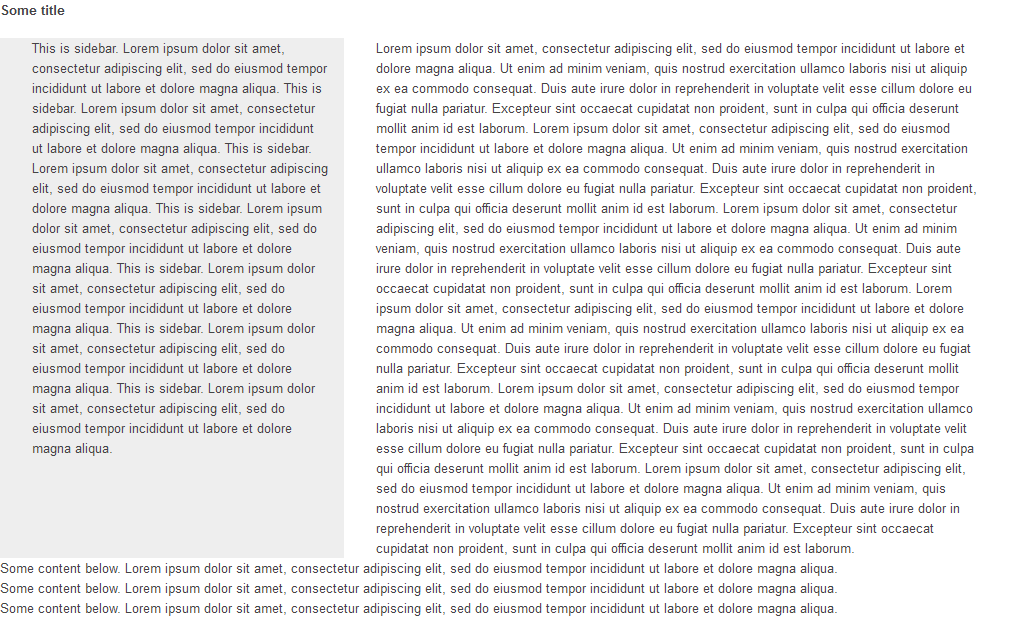 Some title
This is sidebar. Lorem ipsum dolor sit amet,
consectetur adipiscing elit, sed do eiusmod tempor
incididunt ut labore et dolore magna aliqua. This is
sidebar. Lorem ipsum dolor sit amet, consectetur
adipiscing elit, sed do eiusmod tempor incididunt
ut labore et dolore magna aliqua. This is sidebar.
Lorem ipsum dolor sit amet, consectetur adipiscing
elit, sed do eiusmod tempor incididunt ut labore et
dolore magna aliqua. This is sidebar. Lorem ipsum
dolor sit amet, consectetur adipiscing elit, sed do
eiusmod tempor incididunt ut labore et dolore
magna aliqua. This is sidebar. Lorem ipsum dolor
sit amet, consectetur adipiscing elit, sed do
eiusmod tempor incididunt ut labore et dolore
magna aliqua. This is sidebar. Lorem ipsum dolor
sit amet, consectetur adipiscing elit, sed do
eiusmod tempor incididunt ut labore et dolore
magna aliqua. This is sidebar. Lorem ipsum dolor
sit amet, consectetur adipiscing elit, sed do
eiusmod tempor incididunt ut labore et dolore
magna aliqua.
Lorem ipsum dolor sit amet, consectetur adipiscing elit, sed do eiusmod tempor incididunt ut labore et
dolore magna aliqua. Ut enim ad minim veniam, quis nostrud exercitation ullamco laboris nisi ut aliquip
ex ea commodo consequat. Duis aute irure dolor in reprehenderit in voluptate velit esse cillum dolore eu
fugiat nulla pariatur. Excepteur sint occaecat cupidatat non proident, sunt in culpa qui officia deserunt
mollit anim id est laborum. Lorem ipsum dolor sit amet, consectetur adipiscing elit, sed do eiusmod
tempor incididunt ut labore et dolore magna aliqua. Ut enim ad minim veniam, quis nostrud exercitation
ullamco laboris nisi ut aliquip ex ea commodo consequat. Duis aute irure dolor in reprehenderit in
voluptate velit esse cillum dolore eu fugiat nulla pariatur. Excepteur sint occaecat cupidatat non proident,
sunt in culpa qui officia deserunt mollit anim id est laborum. Lorem ipsum dolor sit amet, consectetur
adipiscing elit, sed do eiusmod tempor incididunt ut labore et dolore magna aliqua. Ut enim ad minim
veniam, quis nostrud exercitation ullamco laboris nisi ut aliquip ex ea commodo consequat. Duis aute
irure dolor in reprehenderit in voluptate velit esse cillum dolore eu fugiat nulla pariatur. Excepteur sint
occaecat cupidatat non proident, sunt in culpa qui officia deserunt mollit anim id est laborum. Lorem
ipsum dolor sit amet, consectetur adipiscing elit, sed do eiusmod tempor incididunt ut labore et dolore
magna aliqua. Ut enim ad minim veniam, quis nostrud exercitation ullamco laboris nisi ut aliquip ex ea
commodo consequat. Duis aute irure dolor in reprehenderit in voluptate velit esse cillum dolore eu fugiat
nulla pariatur. Excepteur sint occaecat cupidatat non proident, sunt in culpa qui officia deserunt mollit
anim id est laborum. Lorem ipsum dolor sit amet, consectetur adipiscing elit, sed do eiusmod tempor
incididunt ut labore et dolore magna aliqua. Ut enim ad minim veniam, quis nostrud exercitation ullamco
laboris nisi ut aliquip ex ea commodo consequat. Duis aute irure dolor in reprehenderit in voluptate velit
esse cillum dolore eu fugiat nulla pariatur. Excepteur sint occaecat cupidatat non proident, sunt in culpa
qui officia deserunt mollit anim id est laborum. Lorem ipsum dolor sit amet, consectetur adipiscing elit,
sed do eiusmod tempor incididunt ut labore et dolore magna aliqua. Ut enim ad minim veniam, quis
nostrud exercitation ullamco laboris nisi ut aliquip ex ea commodo consequat. Duis aute irure dolor in
reprehenderit in voluptate velit esse cillum dolore eu fugiat nulla pariatur. Excepteur sint occaecat
cupidatat non proident, sunt in culpa qui officia deserunt mollit anim id est laborum.
Some content below. Lorem ipsum dolor sit amet, consectetur adipiscing elit, sed do eiusmod tempor incididunt ut labore et dolore magna aliqua.
Some content below. Lorem ipsum dolor sit amet, consectetur adipiscing elit, sed do eiusmod tempor incididunt ut labore et dolore magna aliqua.
Some content below. Lorem ipsum dolor sit amet, consectetur adipiscing elit, sed do eiusmod tempor incididunt ut labore et dolore magna aliqua.